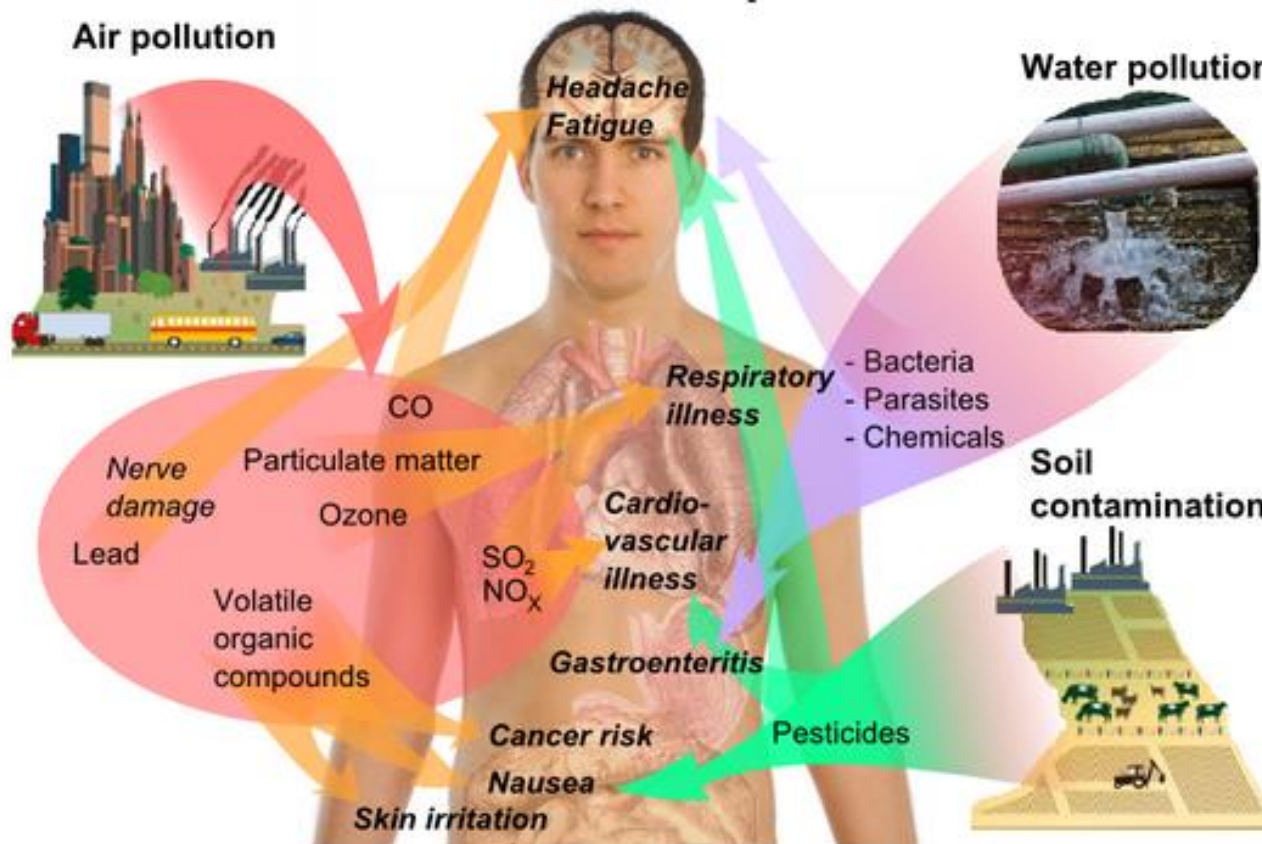 Air pollution
Water pollution
Headache
Fatigue
CO
Particulate matter
Nerve
damage
Ozone
Lead
SO₂
NOₓ
Volatile
organic
compounds
Respiratory
illness
- Bacteria
- Parasites
- Chemicals
Soil
contamination
Cardio-
vascular
illness
Gastroenteritis
Pesticides
Cancer risk
Nausea
Skin irritation